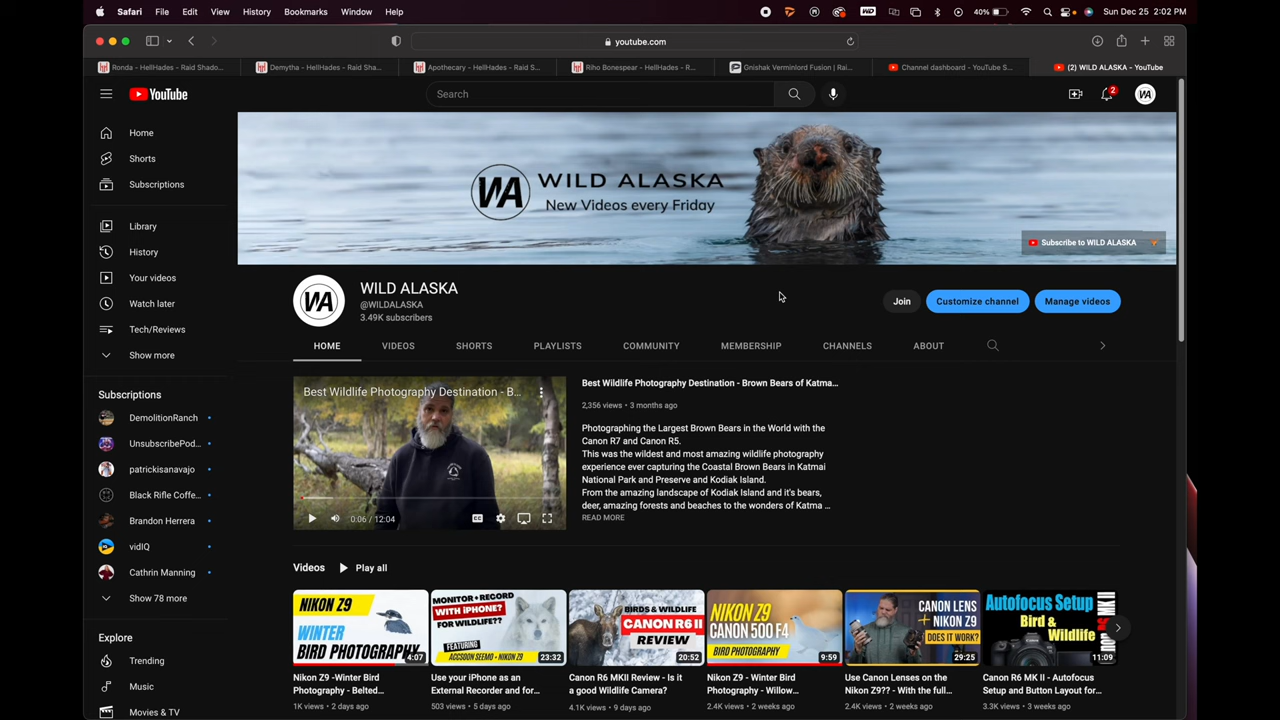 Safari File Edit View History Bookmarks Window Help
WD 40% Sun Dec 25 2:02 PM
youtube.com
Ronda - HellHades - Raid Shado...
Demytha - HellHades - Raid Sha...
Apothecary - HellHades - Raid S...
Riho Bonespear - HellHades - R...
Gnishak Verminlord Fusion | Rai...
Channel dashboard - YouTube S...
(2) WILD ALASKA - YouTube
YouTube
Search
2
WA
Home
Shorts
Subscriptions
Library
History
Your videos
Watch later
Tech/Reviews
Show more
Subscriptions
DemolitionRanch
UnsubscribePod...
patrickisanavajo
Black Rifle Coffe...
Brandon Herrera
vidIQ
Cathrin Manning
Show 78 more
Explore
Trending
Music
Movies & TV
WA WILD ALASKA
New Videos every Friday
Subscribe to WILD ALASKA
WA
WILD ALASKA
@WILDALASKA
3.49K subscribers
Join Customize channel Manage videos
HOME VIDEOS SHORTS PLAYLISTS COMMUNITY MEMBERSHIP CHANNELS ABOUT
Best Wildlife Photography Destination - B...
0:06 / 12:04
CC
Best Wildlife Photography Destination - Brown Bears of Katma...
2,356 views • 3 months ago
Photographing the Largest Brown Bears in the World with the
Canon R7 and Canon R5.
This was the wildest and most amazing wildlife photography
experience ever capturing the Coastal Brown Bears in Katmai
National Park and Preserve and Kodiak Island.
From the amazing landscape of Kodiak Island and it's bears,
deer, amazing forests and beaches to the wonders of Katma ...
READ MORE
Videos Play all
NIKON Z9
WINTER
BIRD PHOTOGRAPHY
4:07
Nikon Z9 -Winter Bird
Photography - Belted...
1K views • 2 days ago
MONITOR + RECORD
WITH iPHONE?
FOR WILDLIFE??
FEATURING
ACCSOON SEEMO + NIKON Z9
23:32
Use your iPhone as an
External Recorder and for...
503 views • 5 days ago
BIRDS & WILDLIFE
CANON R6 II
REVIEW
20:52
Canon R6 MKII Review - Is it
a good Wildlife Camera?
4.1K views • 9 days ago
NIKON Z9
CANON 500 F4
BIRD PHOTOGRAPHY
9:59
Nikon Z9 - Winter Bird
Photography - Willow...
2.4K views • 2 weeks ago
CANON LENS
+ NIKON Z9
DOES IT WORK?
29:25
Use Canon Lenses on the
Nikon Z9?? - With the full...
2.4K views • 2 weeks ago
Autofocus Setup
Bird &
Wildlife
11:09
Canon R6 MK II - Autofocus
Setup and Button Layout for...
3.3K views • 3 weeks ago